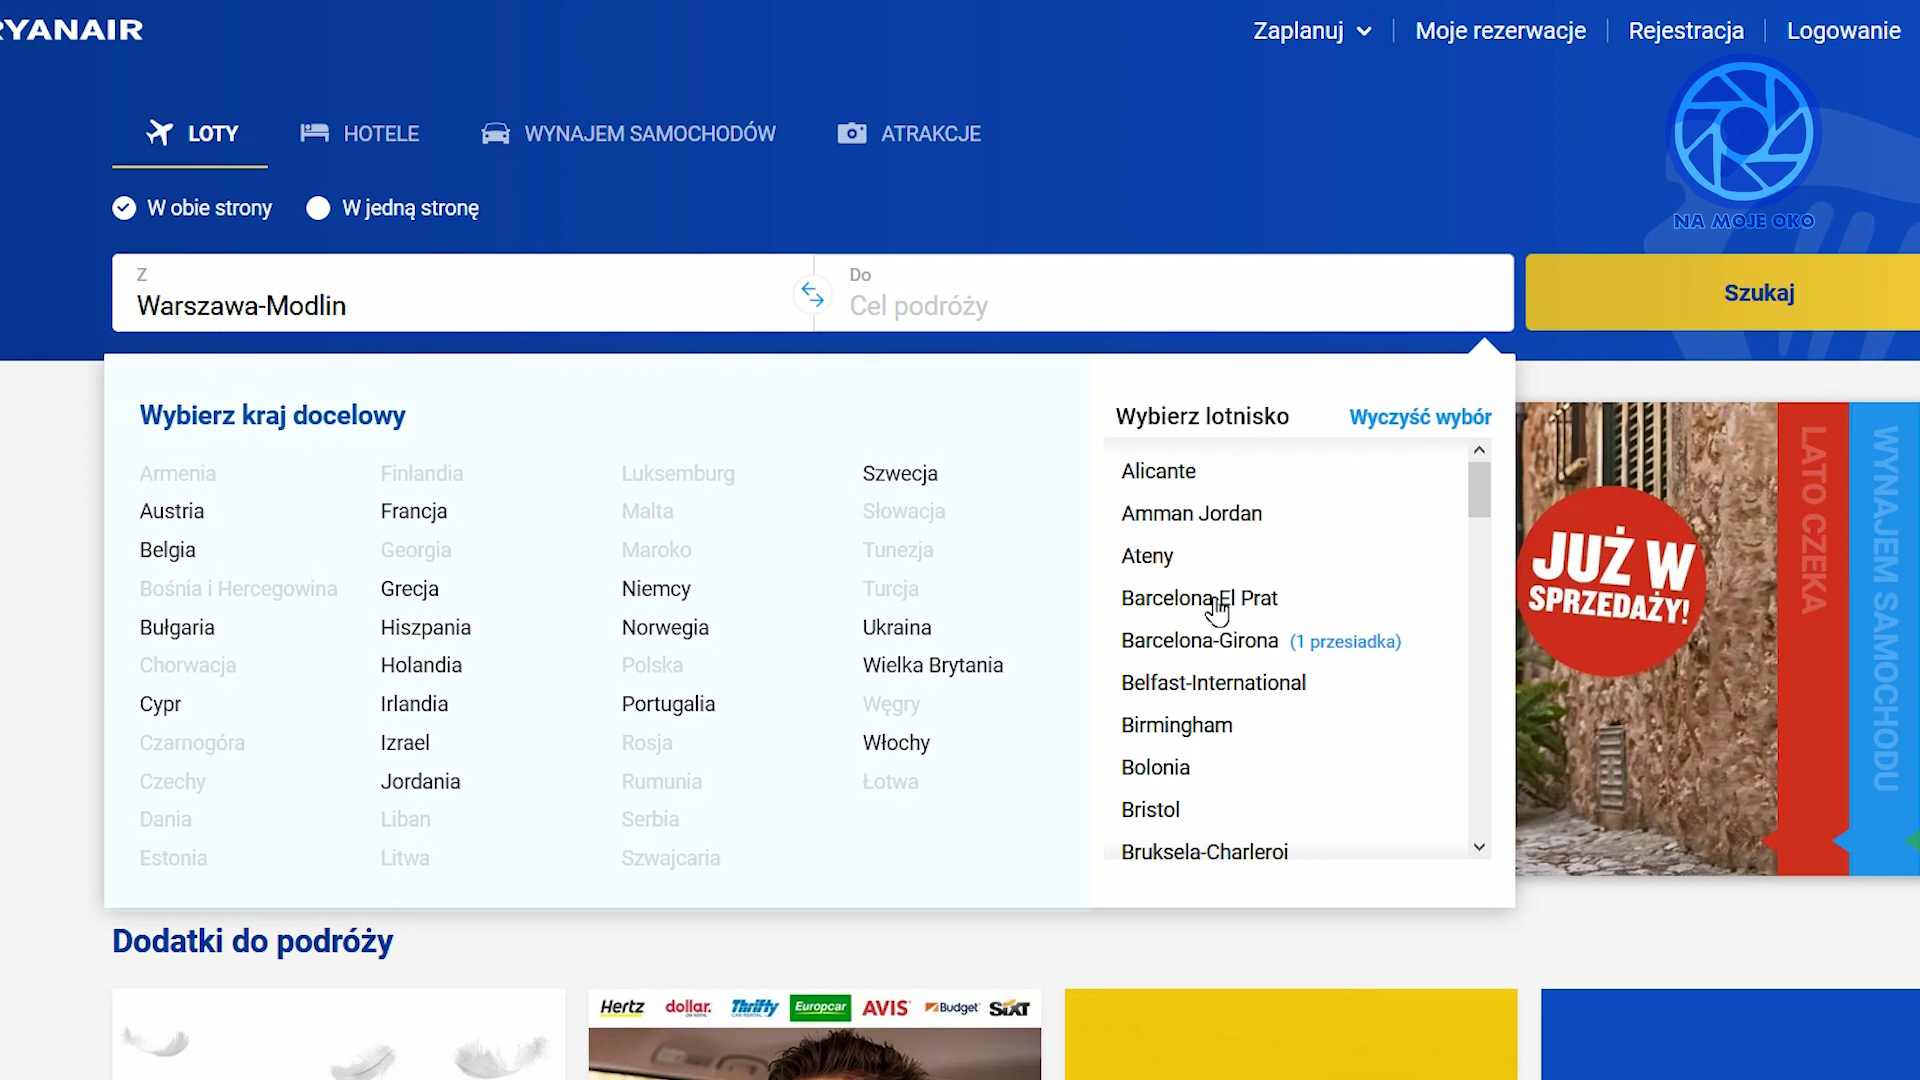 RYANAIR
Zaplanuj
Moje rezerwacje
Rejestracja
Logowanie
NA MOJE OKO
LOTY
HOTELE
WYNAJEM SAMOCHODÓW
ATRAKCJE
W obie strony
W jedną stronę
Z
Warszawa-Modlin
Do
Cel podróży
Szukaj
Wybierz kraj docelowy
Armenia
Austria
Belgia
Bośnia i Hercegowina
Bułgaria
Chorwacja
Cypr
Czarnogóra
Czechy
Dania
Estonia
Finlandia
Francja
Georgia
Grecja
Hiszpania
Holandia
Irlandia
Izrael
Jordania
Liban
Litwa
Luksemburg
Malta
Maroko
Niemcy
Norwegia
Polska
Portugalia
Rosja
Rumunia
Serbia
Szwajcaria
Szwecja
Słowacja
Tunezja
Turcja
Ukraina
Wielka Brytania
Węgry
Włochy
Łotwa
Wybierz lotnisko
Wyczyść wybór
Alicante
Amman Jordan
Ateny
Barcelona-El Prat
Barcelona-Girona (1 przesiadka)
Belfast-International
Birmingham
Bolonia
Bristol
Bruksela-Charleroi
JUŻ W
SPRZEDAŻY!
LATO CZEKA
WYNAJEM SAMOCHODU
Dodatki do podróży
Hertz
dollar.
Thrifty
Europcar
AVIS
Budget
SiXT